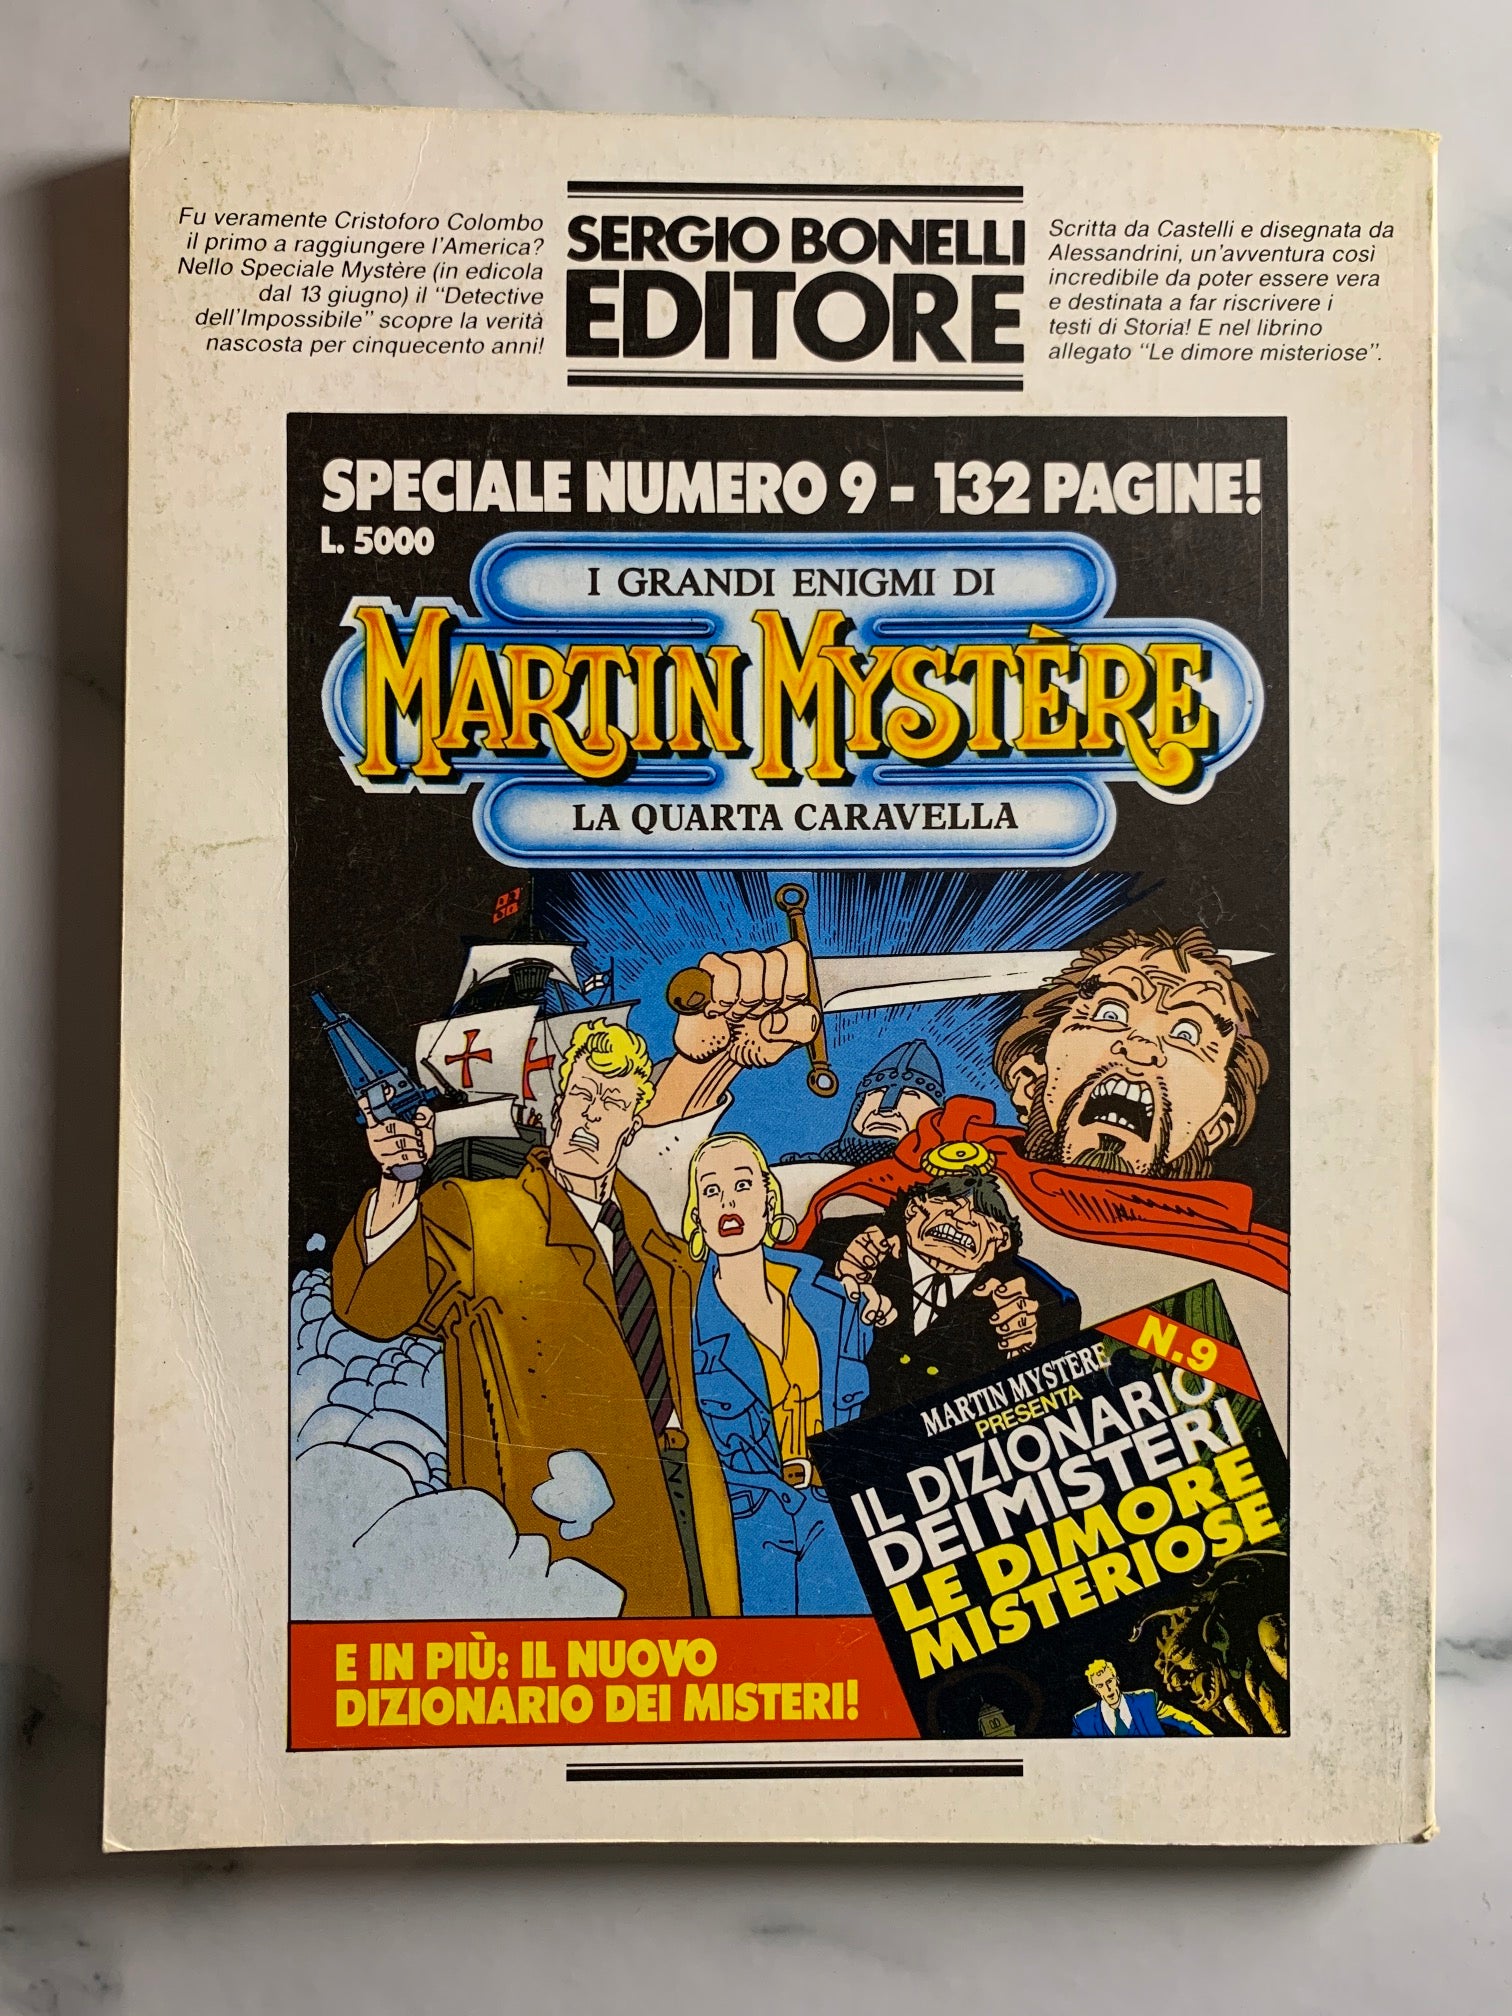 Fu veramente Cristoforo Colombo
il primo a raggiungere l'America?
Nello Speciale Mystère (in edicola
dal 13 giugno) il "Detective
dell'Impossibile" scopre la verità
nascosta per cinquecento anni!
SERGIO BONELLI
EDITORE
Scritta da Castelli e disegnata da
Alessandrini, un'avventura così
incredibile da poter essere vera
e destinata a far riscrivere i
testi di Storia! E nel librino
allegato "Le dimore misteriose".
SPECIALE NUMERO 9 - 132 PAGINE!
L. 5000
I GRANDI ENIGMI DI
MARTIN MYSTÈRE
LA QUARTA CARAVELLA
N.9
MARTIN MYSTÈRE
PRESENTA
IL DIZIONARIO
DEI MISTERI
LE DIMORE
MISTERIOSE
E IN PIÙ: IL NUOVO
DIZIONARIO DEI MISTERI!